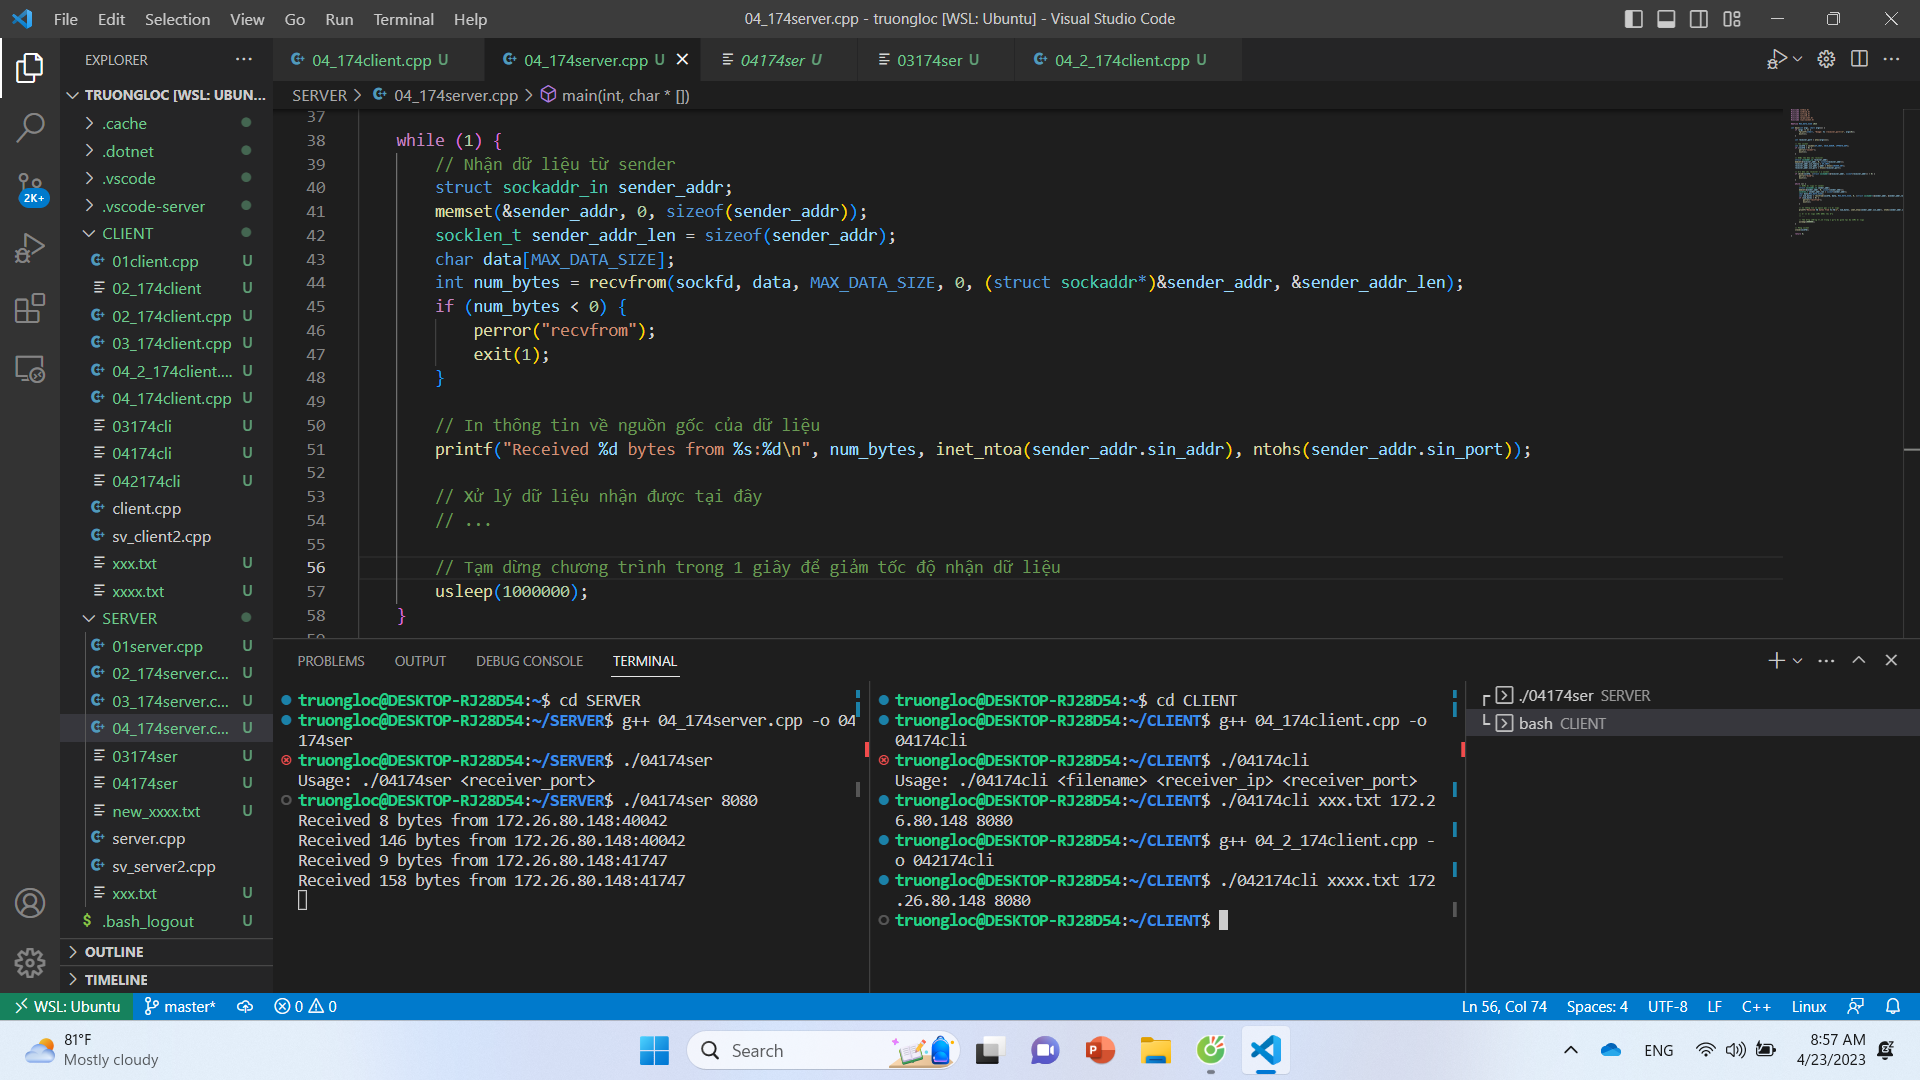 File Edit Selection View Go Run Terminal Help
04_174server.cpp - truongloc [WSL: Ubuntu] - Visual Studio Code
EXPLORER
TRUONGLOC [WSL: UBUN...
.cache
.dotnet
.vscode
.vscode-server
CLIENT
01client.cpp U
02_174client U
02_174client.cpp U
03_174client.cpp U
04_2_174client.... U
04_174client.cpp U
03174cli U
04174cli U
042174cli U
client.cpp
sv_client2.cpp
xxx.txt U
xxxx.txt U
SERVER
01server.cpp U
02_174server.c... U
03_174server.c... U
04_174server.c... U
03174ser U
04174ser U
new_xxxx.txt U
server.cpp
sv_server2.cpp
xxx.txt U
.bash_logout U
OUTLINE
TIMELINE
2K+
04_174client.cpp U
04_174server.cpp U
04174ser U
03174ser U
04_2_174client.cpp U
SERVER > 04_174server.cpp > main(int, char * [])
37
38 while (1) {
39 // Nhận dữ liệu từ sender
40 struct sockaddr_in sender_addr;
41 memset(&sender_addr, 0, sizeof(sender_addr));
42 socklen_t sender_addr_len = sizeof(sender_addr);
43 char data[MAX_DATA_SIZE];
44 int num_bytes = recvfrom(sockfd, data, MAX_DATA_SIZE, 0, (struct sockaddr*)&sender_addr, &sender_addr_len);
45 if (num_bytes < 0) {
46 perror("recvfrom");
47 exit(1);
48 }
49
50 // In thông tin về nguồn gốc của dữ liệu
51 printf("Received %d bytes from %s:%d\n", num_bytes, inet_ntoa(sender_addr.sin_addr), ntohs(sender_addr.sin_port));
52
53 // Xử lý dữ liệu nhận được tại đây
54 // ...
55
56 // Tạm dừng chương trình trong 1 giây để giảm tốc độ nhận dữ liệu
57 usleep(1000000);
58 }
PROBLEMS OUTPUT DEBUG CONSOLE TERMINAL
truongloc@DESKTOP-RJ28D54:~$ cd SERVER
truongloc@DESKTOP-RJ28D54:~/SERVER$ g++ 04_174server.cpp -o 04
174ser
truongloc@DESKTOP-RJ28D54:~/SERVER$ ./04174ser
Usage: ./04174ser <receiver_port>
truongloc@DESKTOP-RJ28D54:~/SERVER$ ./04174ser 8080
Received 8 bytes from 172.26.80.148:40042
Received 146 bytes from 172.26.80.148:40042
Received 9 bytes from 172.26.80.148:41747
Received 158 bytes from 172.26.80.148:41747
truongloc@DESKTOP-RJ28D54:~$ cd CLIENT
truongloc@DESKTOP-RJ28D54:~/CLIENT$ g++ 04_174client.cpp -o
04174cli
truongloc@DESKTOP-RJ28D54:~/CLIENT$ ./04174cli
Usage: ./04174cli <filename> <receiver_ip> <receiver_port>
truongloc@DESKTOP-RJ28D54:~/CLIENT$ ./04174cli xxx.txt 172.2
6.80.148 8080
truongloc@DESKTOP-RJ28D54:~/CLIENT$ g++ 04_2_174client.cpp -
o 042174cli
truongloc@DESKTOP-RJ28D54:~/CLIENT$ ./042174cli xxxx.txt 172
.26.80.148 8080
truongloc@DESKTOP-RJ28D54:~/CLIENT$
./04174ser SERVER
bash CLIENT
WSL: Ubuntu master* 0 0
Ln 56, Col 74 Spaces: 4 UTF-8 LF C++ Linux
81°F
Mostly cloudy
Search
ENG
8:57 AM
4/23/2023